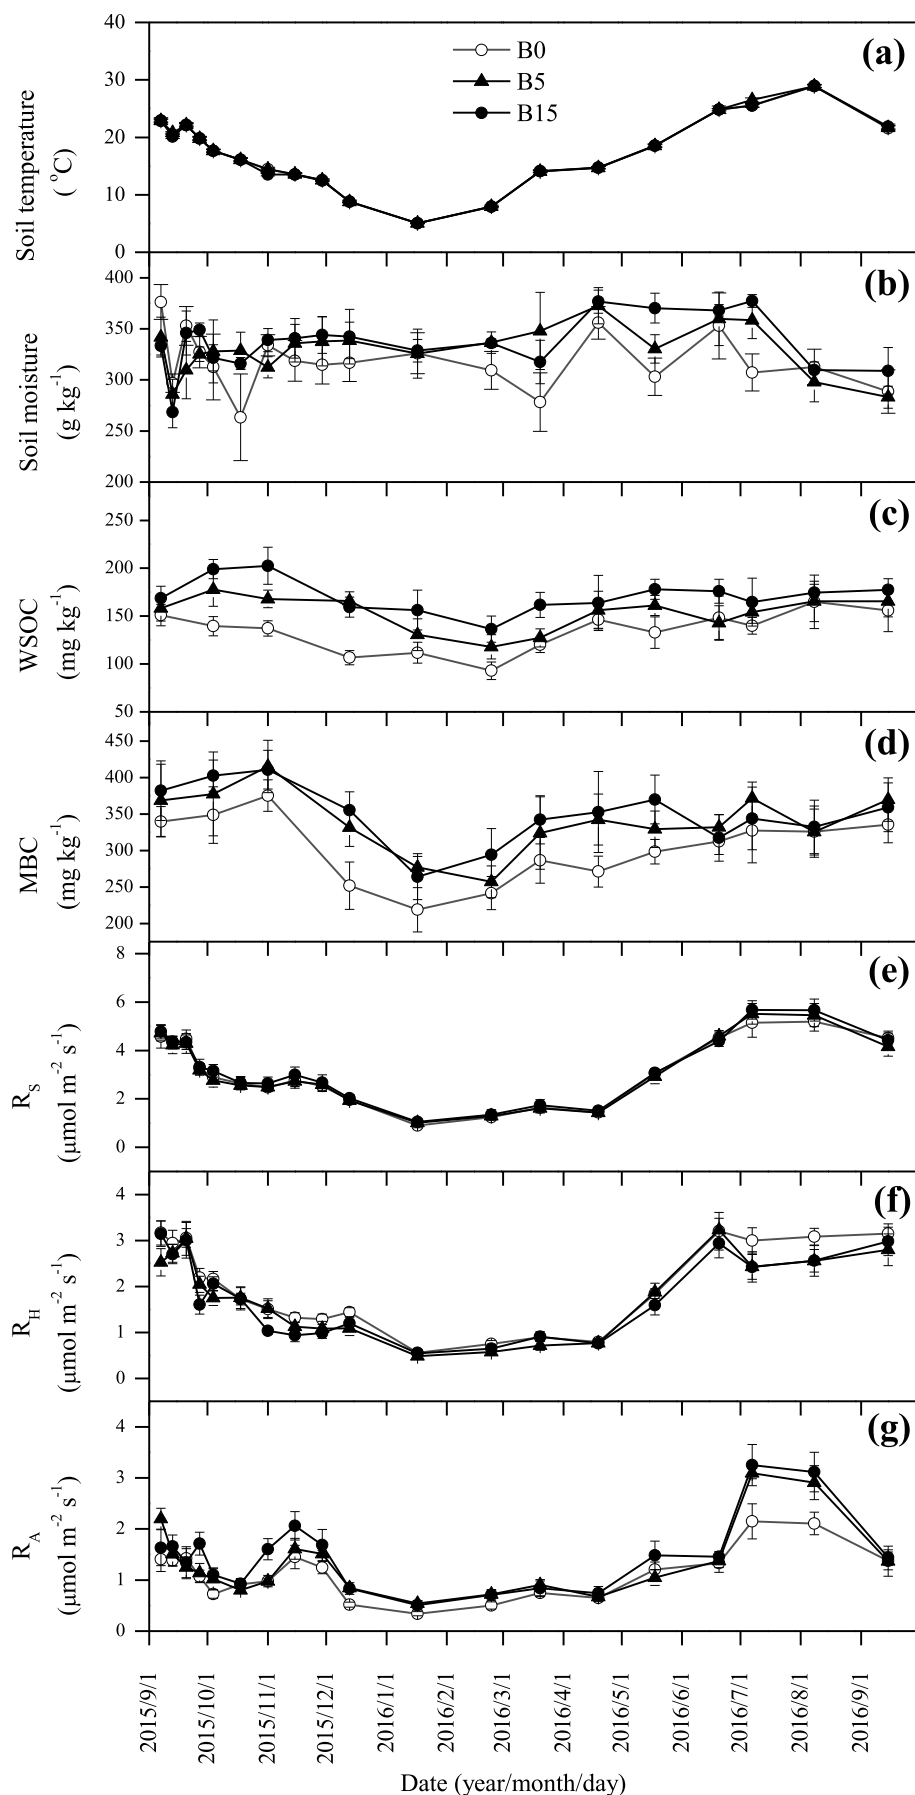 40
30
20
10
0
Soil temperature
( °C)
B0
B5
B15
(a)
400
350
300
250
200
Soil moisture
(g kg⁻¹)
(b)
250
200
150
100
50
WSOC
(mg kg⁻¹)
(c)
450
400
350
300
250
200
MBC
(mg kg⁻¹)
(d)
8
6
4
2
0
R_S
(μmol m⁻² s⁻¹)
(e)
4
3
2
1
0
R_H
(μmol m⁻² s⁻¹)
(f)
4
3
2
1
0
R_A
(μmol m⁻² s⁻¹)
(g)
2015/9/1
2015/10/1
2015/11/1
2015/12/1
2016/1/1
2016/2/1
2016/3/1
2016/4/1
2016/5/1
2016/6/1
2016/7/1
2016/8/1
2016/9/1
Date (year/month/day)